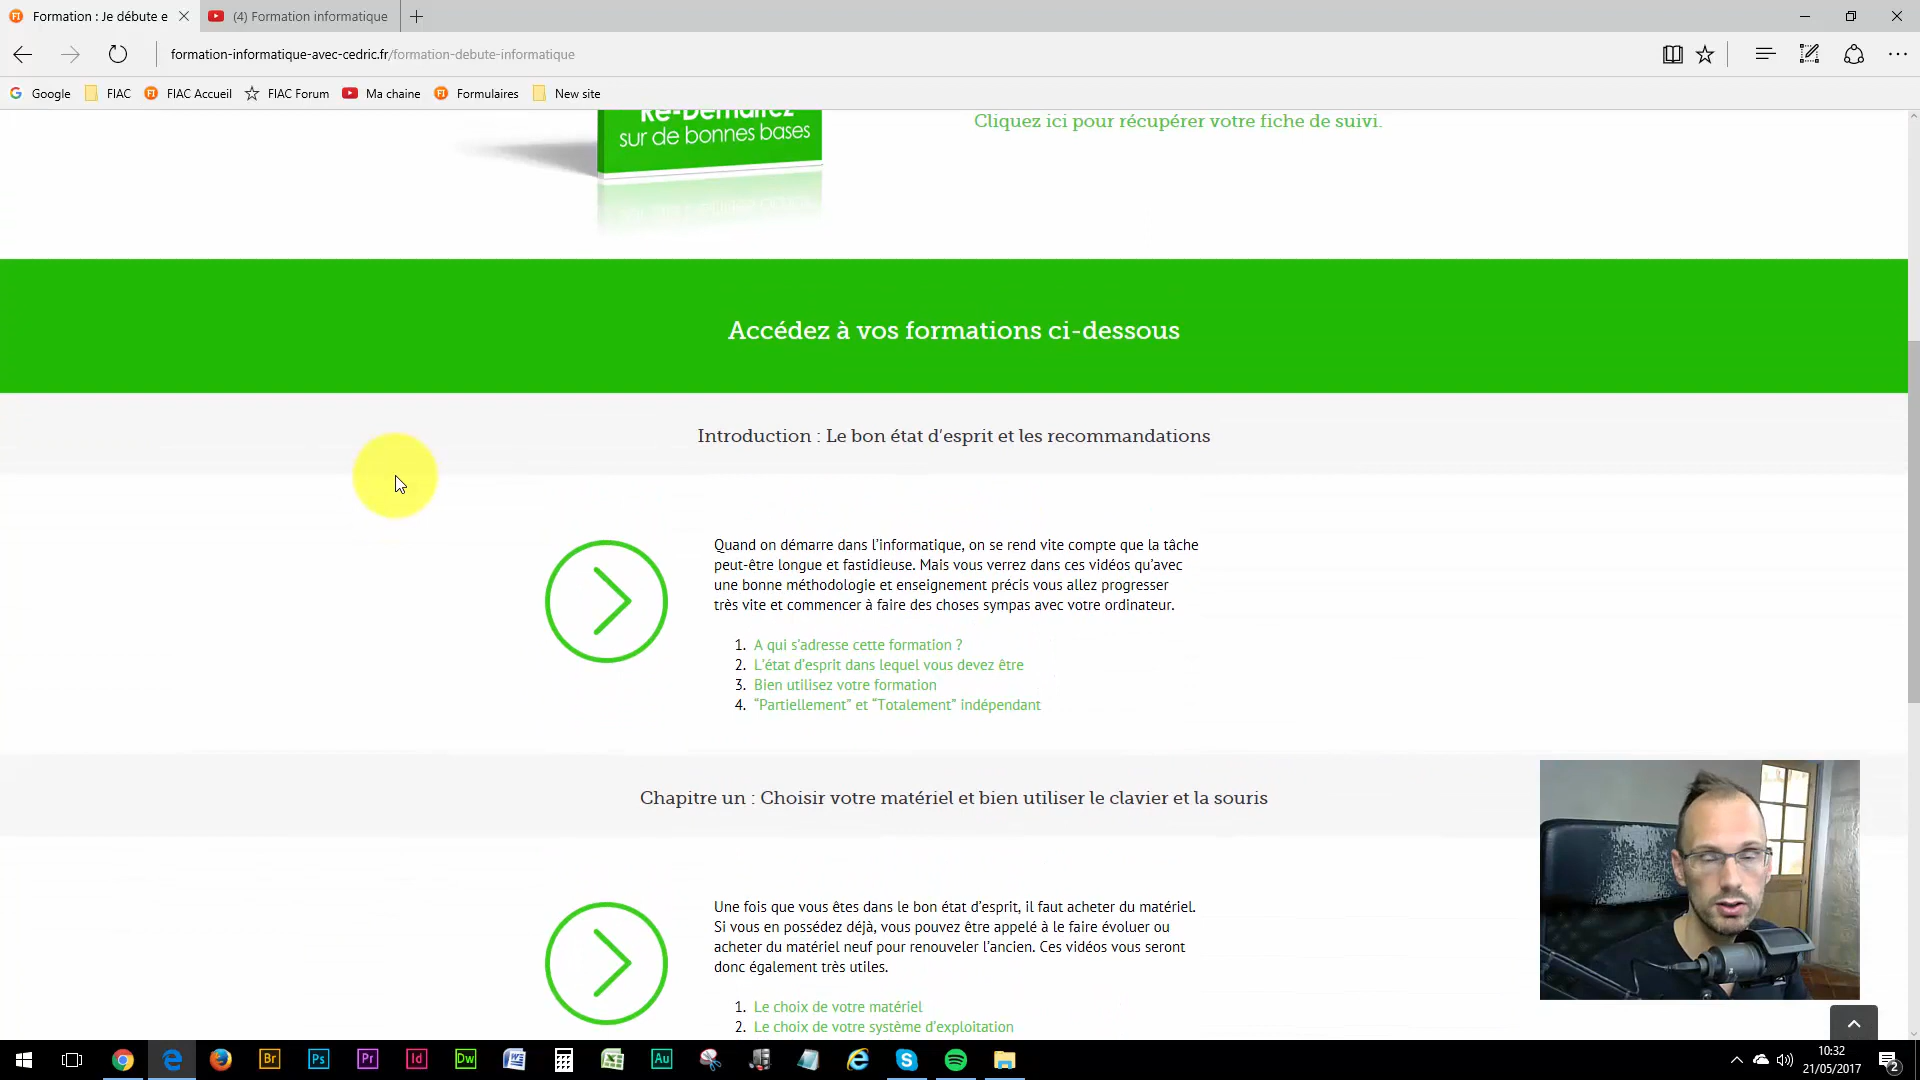 Formation : Je débute e
(4) Formation informatique
formation-informatique-avec-cedric.fr/formation-debute-informatique
Google
FIAC
FIAC Accueil
FIAC Forum
Ma chaine
Formulaires
New site
Re-Démarrez
sur de bonnes bases
Cliquez ici pour récupérer votre fiche de suivi.
Accédez à vos formations ci-dessous
Introduction : Le bon état d'esprit et les recommandations
Quand on démarre dans l'informatique, on se rend vite compte que la tâche
peut-être longue et fastidieuse. Mais vous verrez dans ces vidéos qu'avec
une bonne méthodologie et enseignement précis vous allez progresser
très vite et commencer à faire des choses sympas avec votre ordinateur.
1. A qui s'adresse cette formation ?
2. L'état d'esprit dans lequel vous devez être
3. Bien utilisez votre formation
4. “Partiellement” et “Totalement” indépendant
Chapitre un : Choisir votre matériel et bien utiliser le clavier et la souris
Une fois que vous êtes dans le bon état d'esprit, il faut acheter du matériel.
Si vous en possédez déjà, vous pouvez être appelé à le faire évoluer ou
acheter du matériel neuf pour renouveler l'ancien. Ces vidéos vous seront
donc également très utiles.
1. Le choix de votre matériel
2. Le choix de votre système d'exploitation
Br
Ps
Pr
Id
Dw
Au
10:32
21/05/2017
2